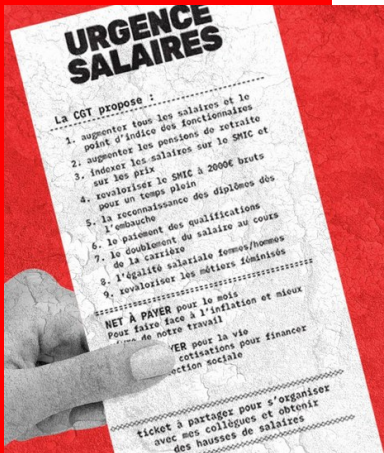 URGENCE
SALAIRES
La CGT propose :
1. augmenter tous les salaires et le
point d'indice des fonctionnaires
2. augmenter les pensions de retraite
3. indexer les salaires sur le SMIC et
sur les prix
4. revaloriser le SMIC à 2000€ bruts
pour un temps plein
5. la reconnaissance des diplômes dès
l'embauche
6. le paiement des qualifications
7. le doublement du salaire au cours
de la carrière
8. l'égalité salariale femmes/hommes
9. revaloriser les métiers féminisés
NET À PAYER pour le mois
Pour faire face à l'inflation et mieux
de notre travail
YER pour la vie
cotisations pour financer
ection sociale
ticket à partager pour s'organiser
avec mes collègues et obtenir
des hausses de salaires